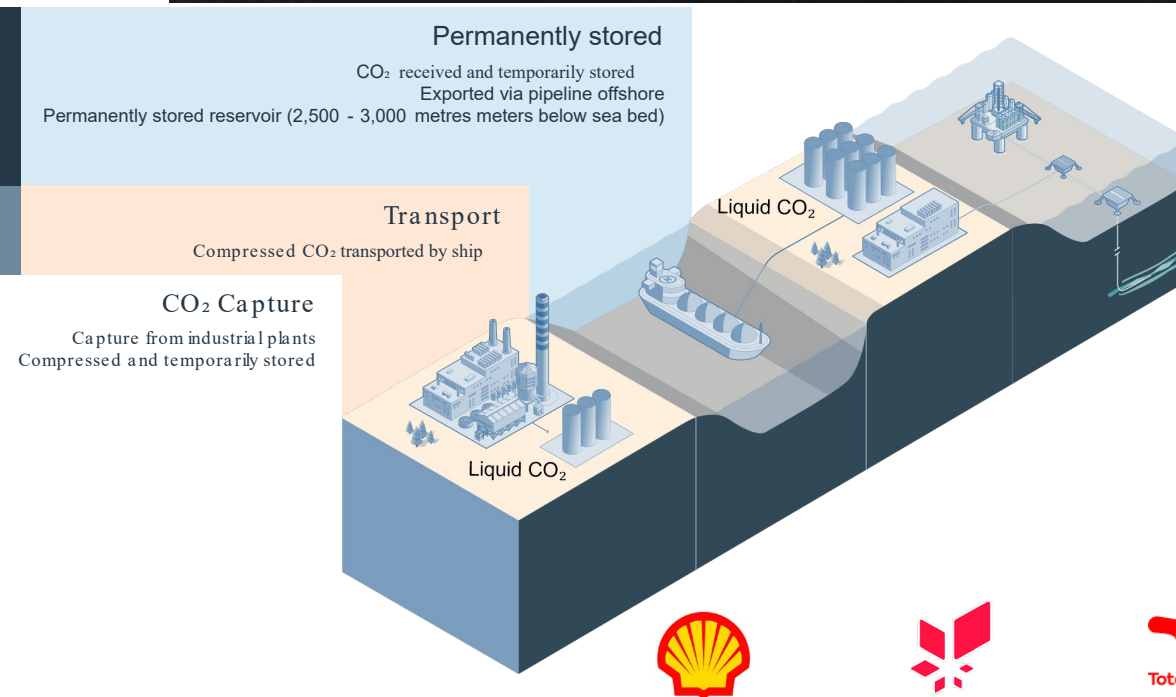 Permanently stored
CO₂ received and temporarily stored
Exported via pipeline offshore
Permanently stored reservoir (2,500 - 3,000 metres meters below sea bed)
Transport
Compressed CO₂ transported by ship
CO₂ Capture
Capture from industrial plants
Compressed and temporarily stored
Liquid CO₂
Liquid CO₂
Tot